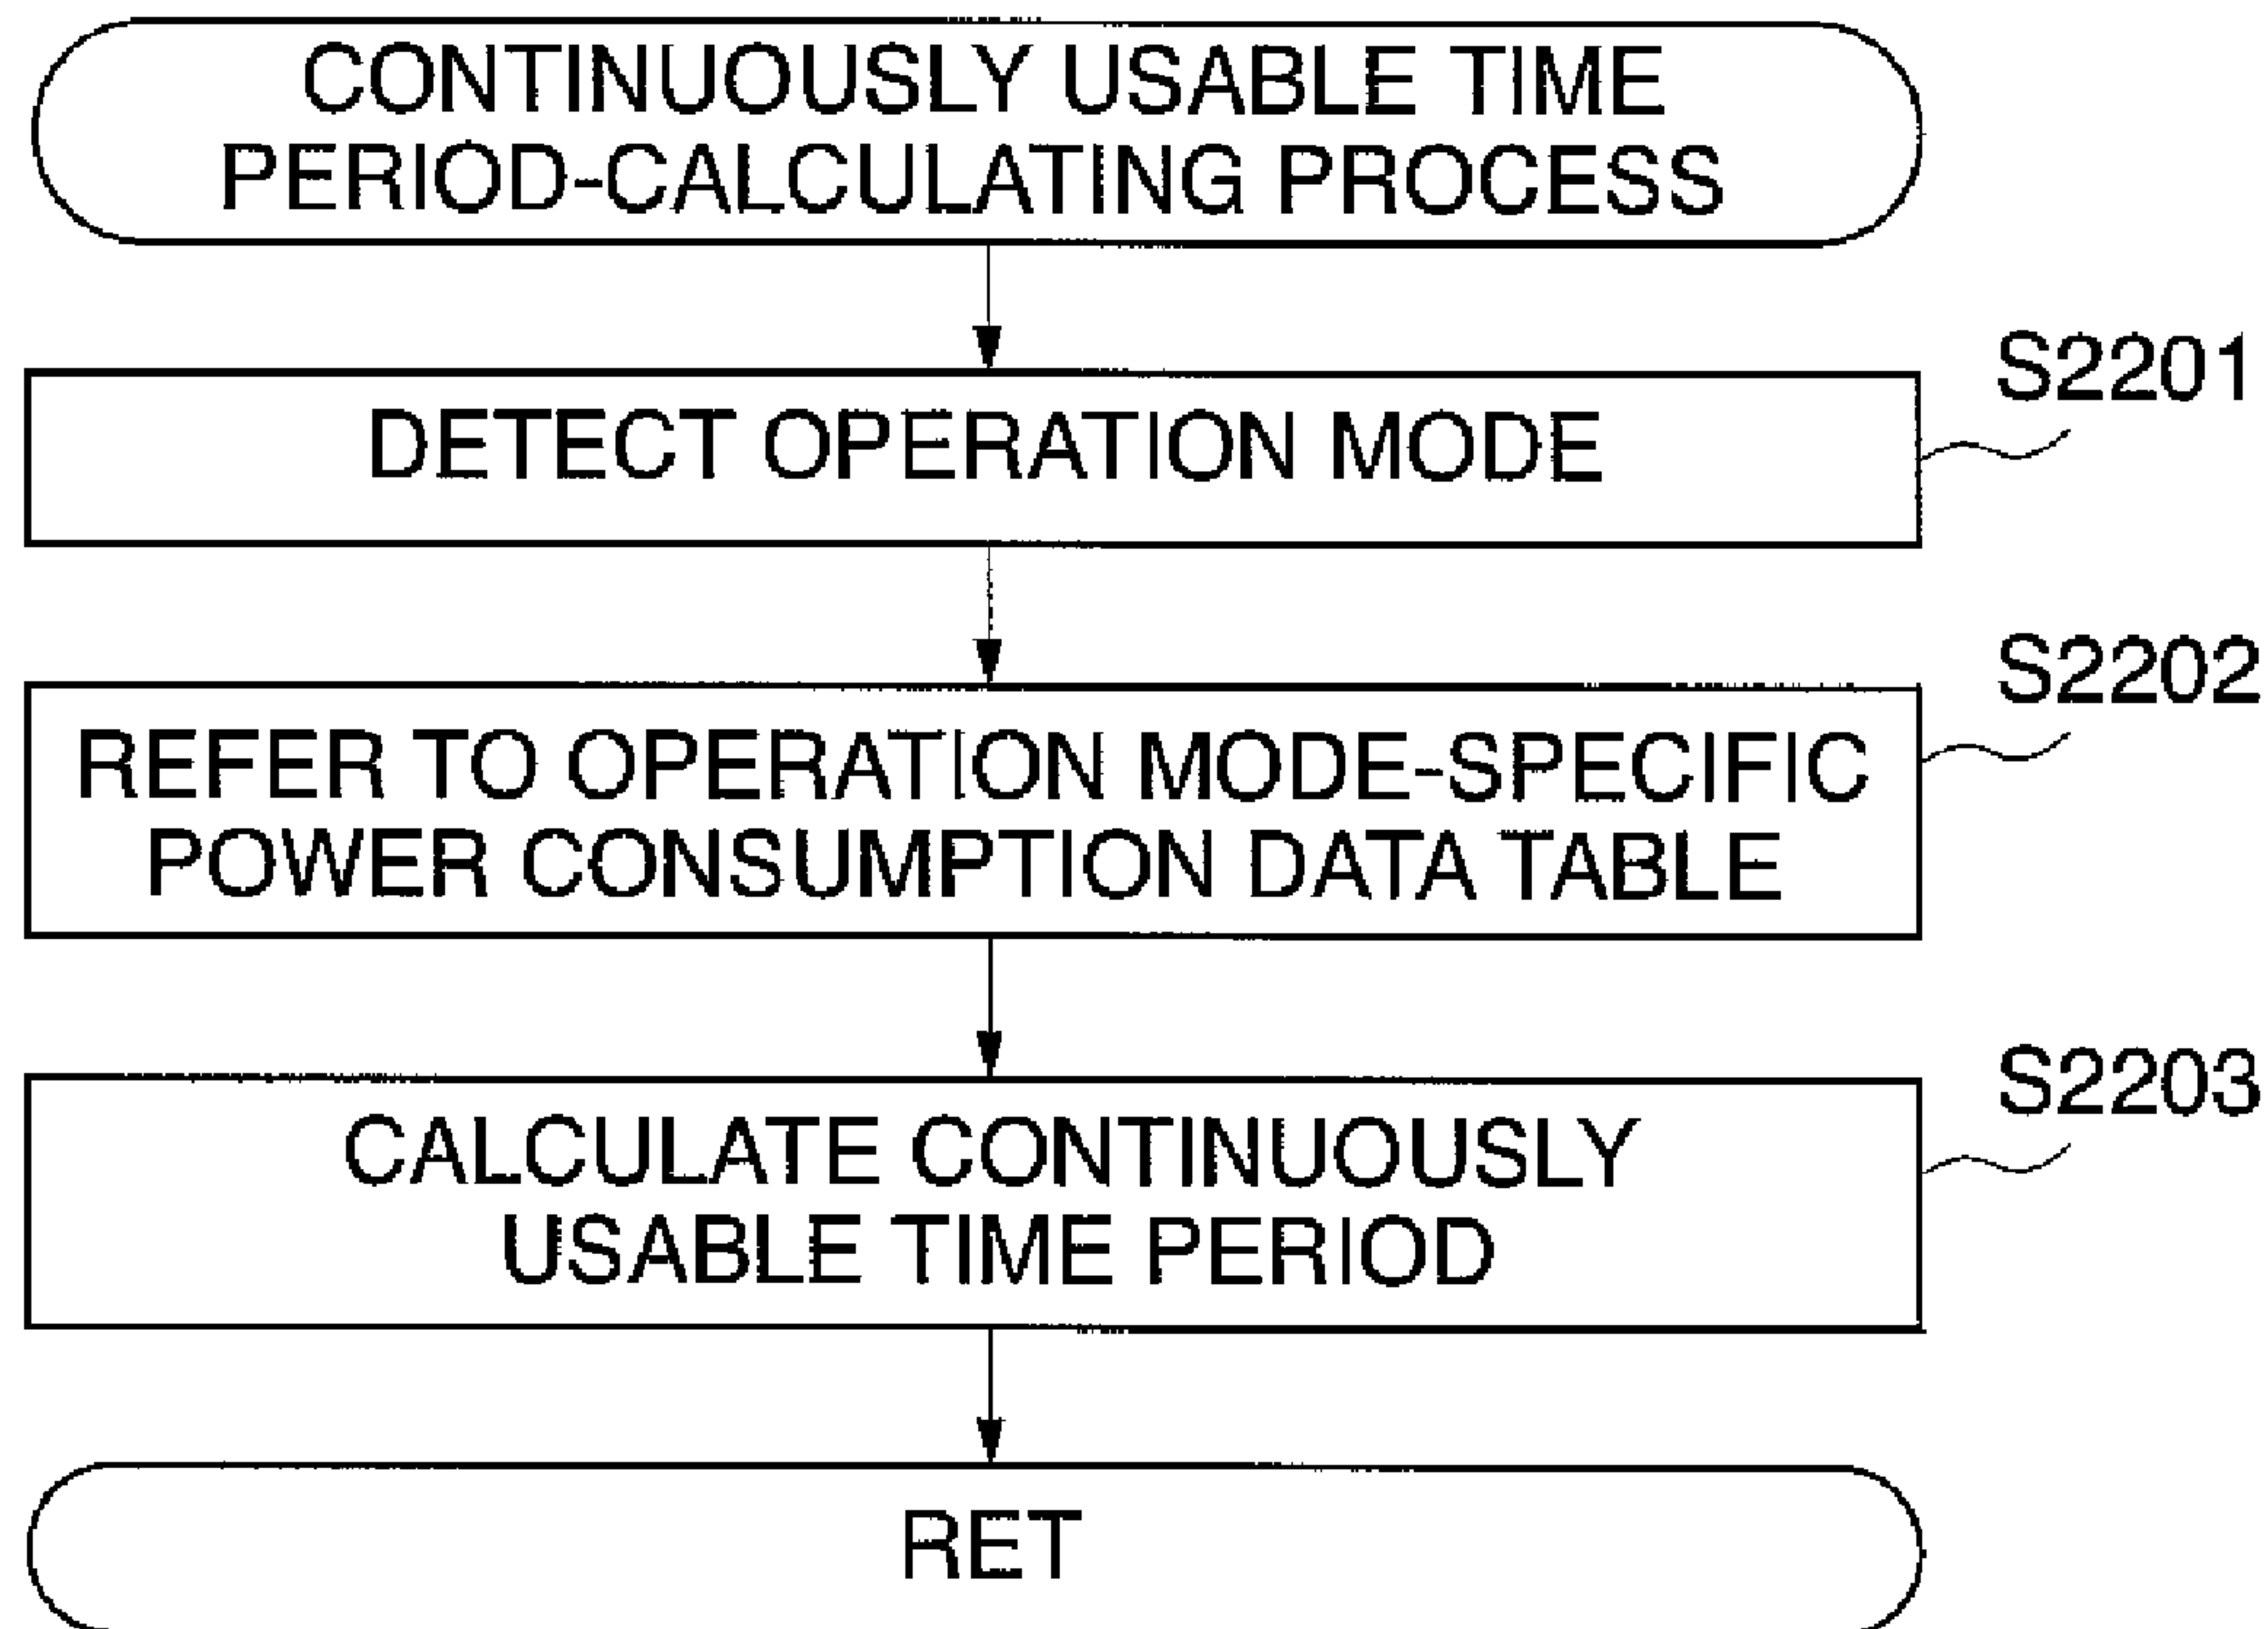 CONTINUOUSLY USABLE TIME
PERIOD-CALCULATING PROCESS
S2201
DETECT OPERATION MODE
S2202
REFER TO OPERATION MODE-SPECIFIC
POWER CONSUMPTION DATA TABLE
S2203
CALCULATE CONTINUOUSLY
USABLE TIME PERIOD
RET